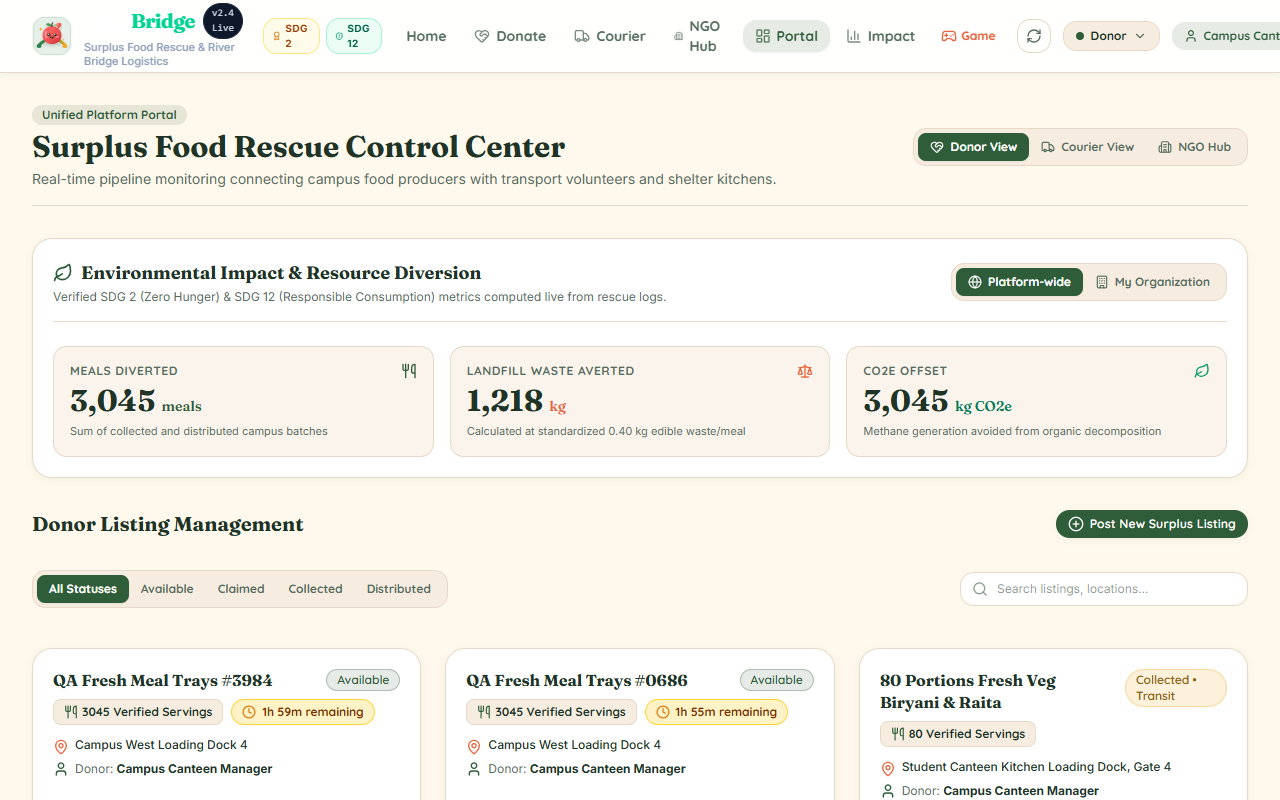 Bridge
v2.4
Live
Surplus Food Rescue & River
Bridge Logistics
SDG
2
SDG
12
Home
Donate
Courier
NGO
Hub
Portal
Impact
Game
Donor
Campus Cant
Unified Platform Portal
Surplus Food Rescue Control Center
Real-time pipeline monitoring connecting campus food producers with transport volunteers and shelter kitchens.
Donor View
Courier View
NGO Hub
Environmental Impact & Resource Diversion
Verified SDG 2 (Zero Hunger) & SDG 12 (Responsible Consumption) metrics computed live from rescue logs.
Platform-wide
My Organization
MEALS DIVERTED
3,045 meals
Sum of collected and distributed campus batches
LANDFILL WASTE AVERTED
1,218 kg
Calculated at standardized 0.40 kg edible waste/meal
CO2E OFFSET
3,045 kg CO2e
Methane generation avoided from organic decomposition
Donor Listing Management
Post New Surplus Listing
All Statuses
Available
Claimed
Collected
Distributed
Search listings, locations...
QA Fresh Meal Trays #3984
Available
3045 Verified Servings
1h 59m remaining
Campus West Loading Dock 4
Donor: Campus Canteen Manager
QA Fresh Meal Trays #0686
Available
3045 Verified Servings
1h 55m remaining
Campus West Loading Dock 4
Donor: Campus Canteen Manager
80 Portions Fresh Veg
Biryani & Raita
Collected •
Transit
80 Verified Servings
Student Canteen Kitchen Loading Dock, Gate 4
Donor: Campus Canteen Manager